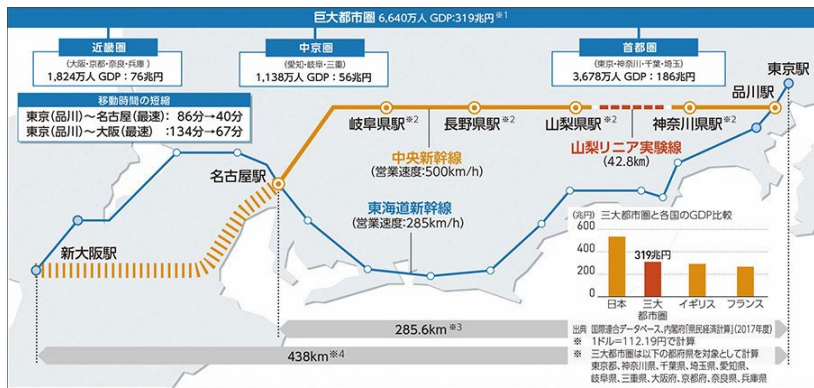 巨大都市圏 6,640万人 GDP:319兆円※1
近畿圏
(大阪・京都・奈良・兵庫)
1,824万人 GDP：76兆円
中京圏
(愛知・岐阜・三重)
1,138万人 GDP：56兆円
首都圏
(東京・神奈川・千葉・埼玉)
3,678万人 GDP：186兆円
移動時間の短縮
東京(品川)～名古屋(最速)： 86分→40分
東京(品川)～大阪(最速) ：134分→67分
東京駅
品川駅
岐阜県駅※2
長野県駅※2
山梨県駅※2
神奈川県駅※2
山梨リニア実験線
(42.8km)
中央新幹線
(営業速度:500km/h)
名古屋駅
東海道新幹線
(営業速度:285km/h)
新大阪駅
(兆円) 三大都市圏と各国のGDP比較
600
400
200
0
319兆円
日本
三大
都市圏
イギリス
フランス
285.6km※3
438km※4
出典 国際連合データベース、内閣府「県民経済計算」(2017年度)
※ 1ドル＝112.19円で計算
※ 三大都市圏は以下の都府県を対象として計算
東京都、神奈川県、千葉県、埼玉県、愛知県、
岐阜県、三重県、大阪府、京都府、奈良県、兵庫県